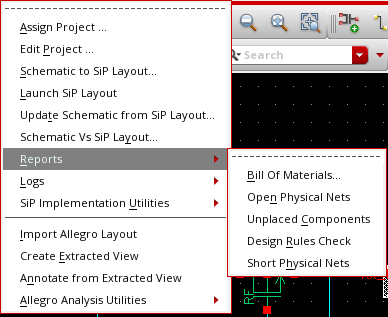 Assign Project ...
Edit Project ...
Schematic to SiP Layout...
Launch SiP Layout
Update Schematic from SiP Layout...
Schematic Vs SiP Layout...
Reports
Logs
SiP Implementation Utilities
Import Allegro Layout
Create Extracted View
Annotate from Extracted View
Allegro Analysis Utilities
Search
Bill Of Materials...
Open Physical Nets
Unplaced Components
Design Rules Check
Short Physical Nets
RF